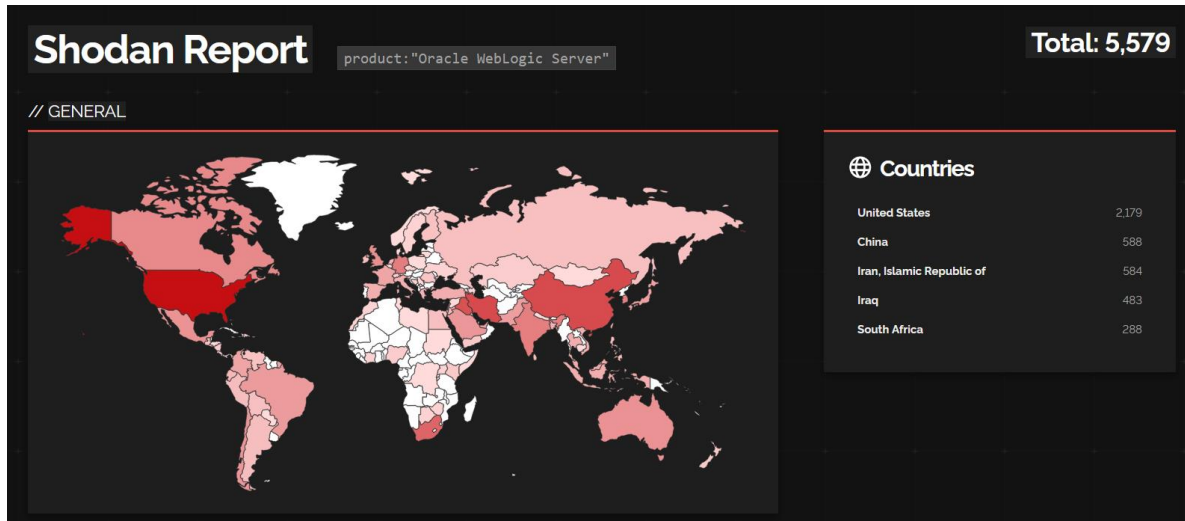 Shodan Report
product:"Oracle WebLogic Server"
Total: 5,579
// GENERAL
Countries
United States 2,179
China 588
Iran, Islamic Republic of 584
Iraq 483
South Africa 288